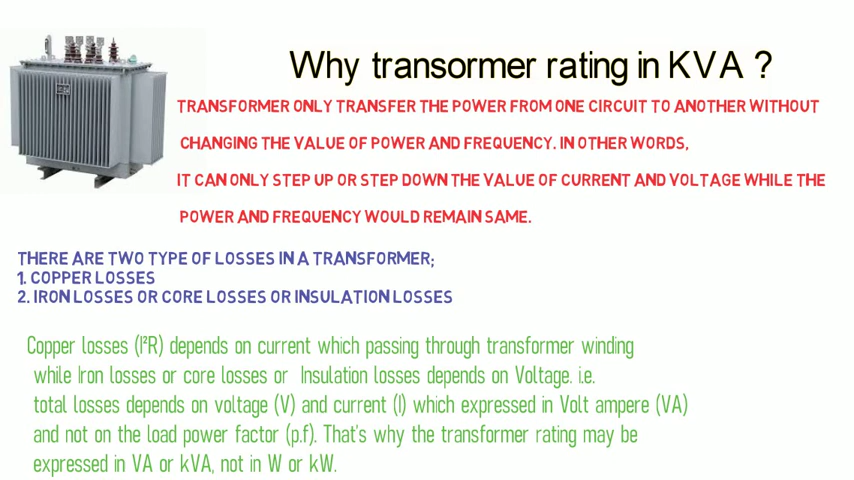 Why transormer rating in KVA ?
TRANSFORMER ONLY TRANSFER THE POWER FROM ONE CIRCUIT TO ANOTHER WITHOUT
CHANGING THE VALUE OF POWER AND FREQUENCY. IN OTHER WORDS,
IT CAN ONLY STEP UP OR STEP DOWN THE VALUE OF CURRENT AND VOLTAGE WHILE THE
POWER AND FREQUENCY WOULD REMAIN SAME.
THERE ARE TWO TYPE OF LOSSES IN A TRANSFORMER;
1. COPPER LOSSES
2. IRON LOSSES OR CORE LOSSES OR INSULATION LOSSES
Copper losses (I²R) depends on current which passing through transformer winding
while Iron losses or core losses or Insulation losses depends on Voltage. i.e.
total losses depends on voltage (V) and current (I) which expressed in Volt ampere (VA)
and not on the load power factor (p.f). That's why the transformer rating may be
expressed in VA or kVA, not in W or kW.